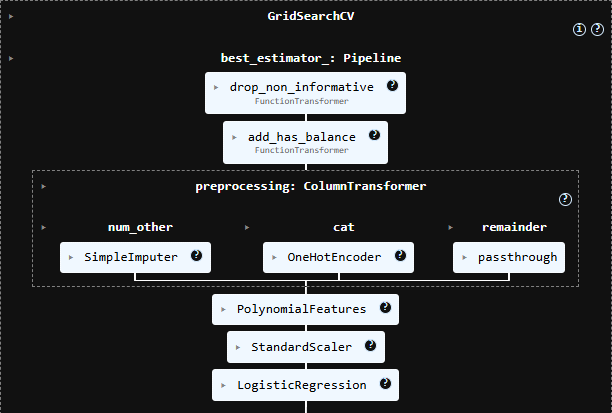 GridSearchCV
i ?
best_estimator_: Pipeline
drop_non_informative ?
FunctionTransformer
add_has_balance ?
FunctionTransformer
preprocessing: ColumnTransformer
?
num_other cat remainder
SimpleImputer ? OneHotEncoder ? passthrough
PolynomialFeatures ?
StandardScaler ?
LogisticRegression ?